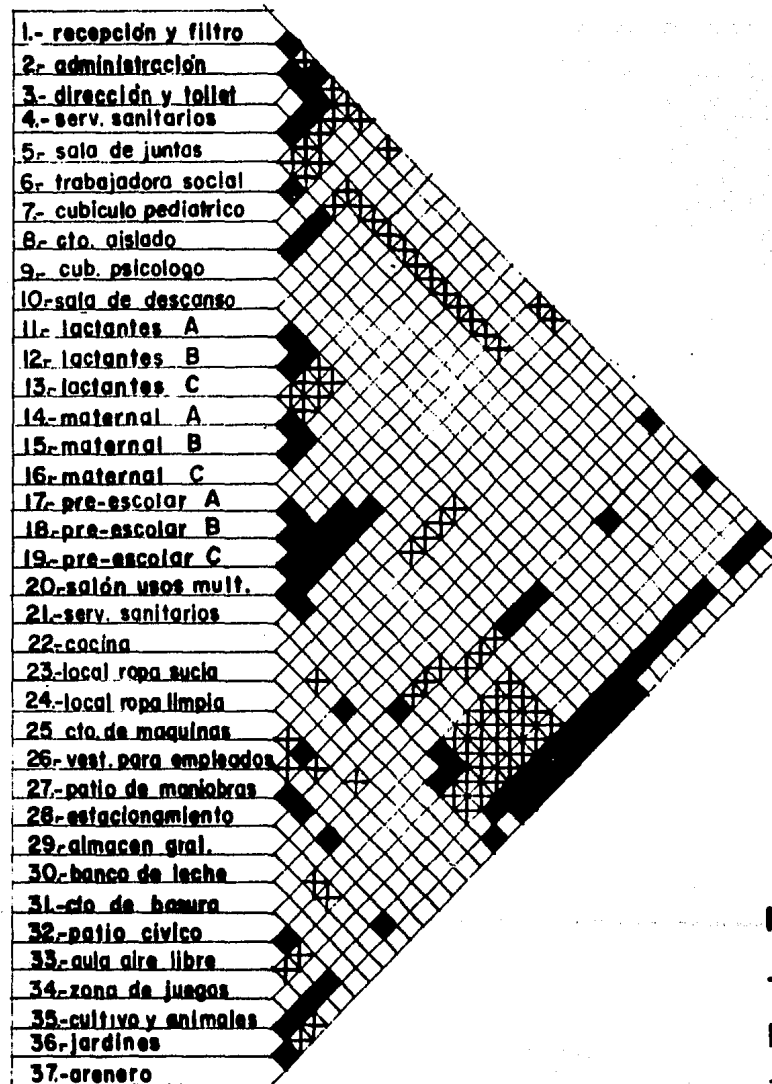 1.- recepción y filtro
2.- administración
3.- dirección y toilet
4.- serv. sanitarios
5.- sala de juntas
6.- trabajadora social
7.- cubiculo pediatrico
8.- cto. aislado
9.- cub. psicologo
10.- sala de descanso
11.- lactantes A
12.- lactantes B
13.- lactantes C
14.- maternal A
15.- maternal B
16.- maternal C
17.- pre-escolar A
18.- pre-escolar B
19.- pre-escolar C
20.- salón usos mult.
21.- serv. sanitarios
22.- cocina
23.- local ropa sucia
24.- local ropa limpia
25 cto. de maquinas
26.- vest. para empleados
27.- patio de maniobras
28.- estacionamiento
29.- almacen gral.
30.- banco de leche
31.- cto de basura
32.- patio civico
33.- aula aire libre
34.- zona de juegos
35.- cultivo y animales
36.- jardines
37.- arenero